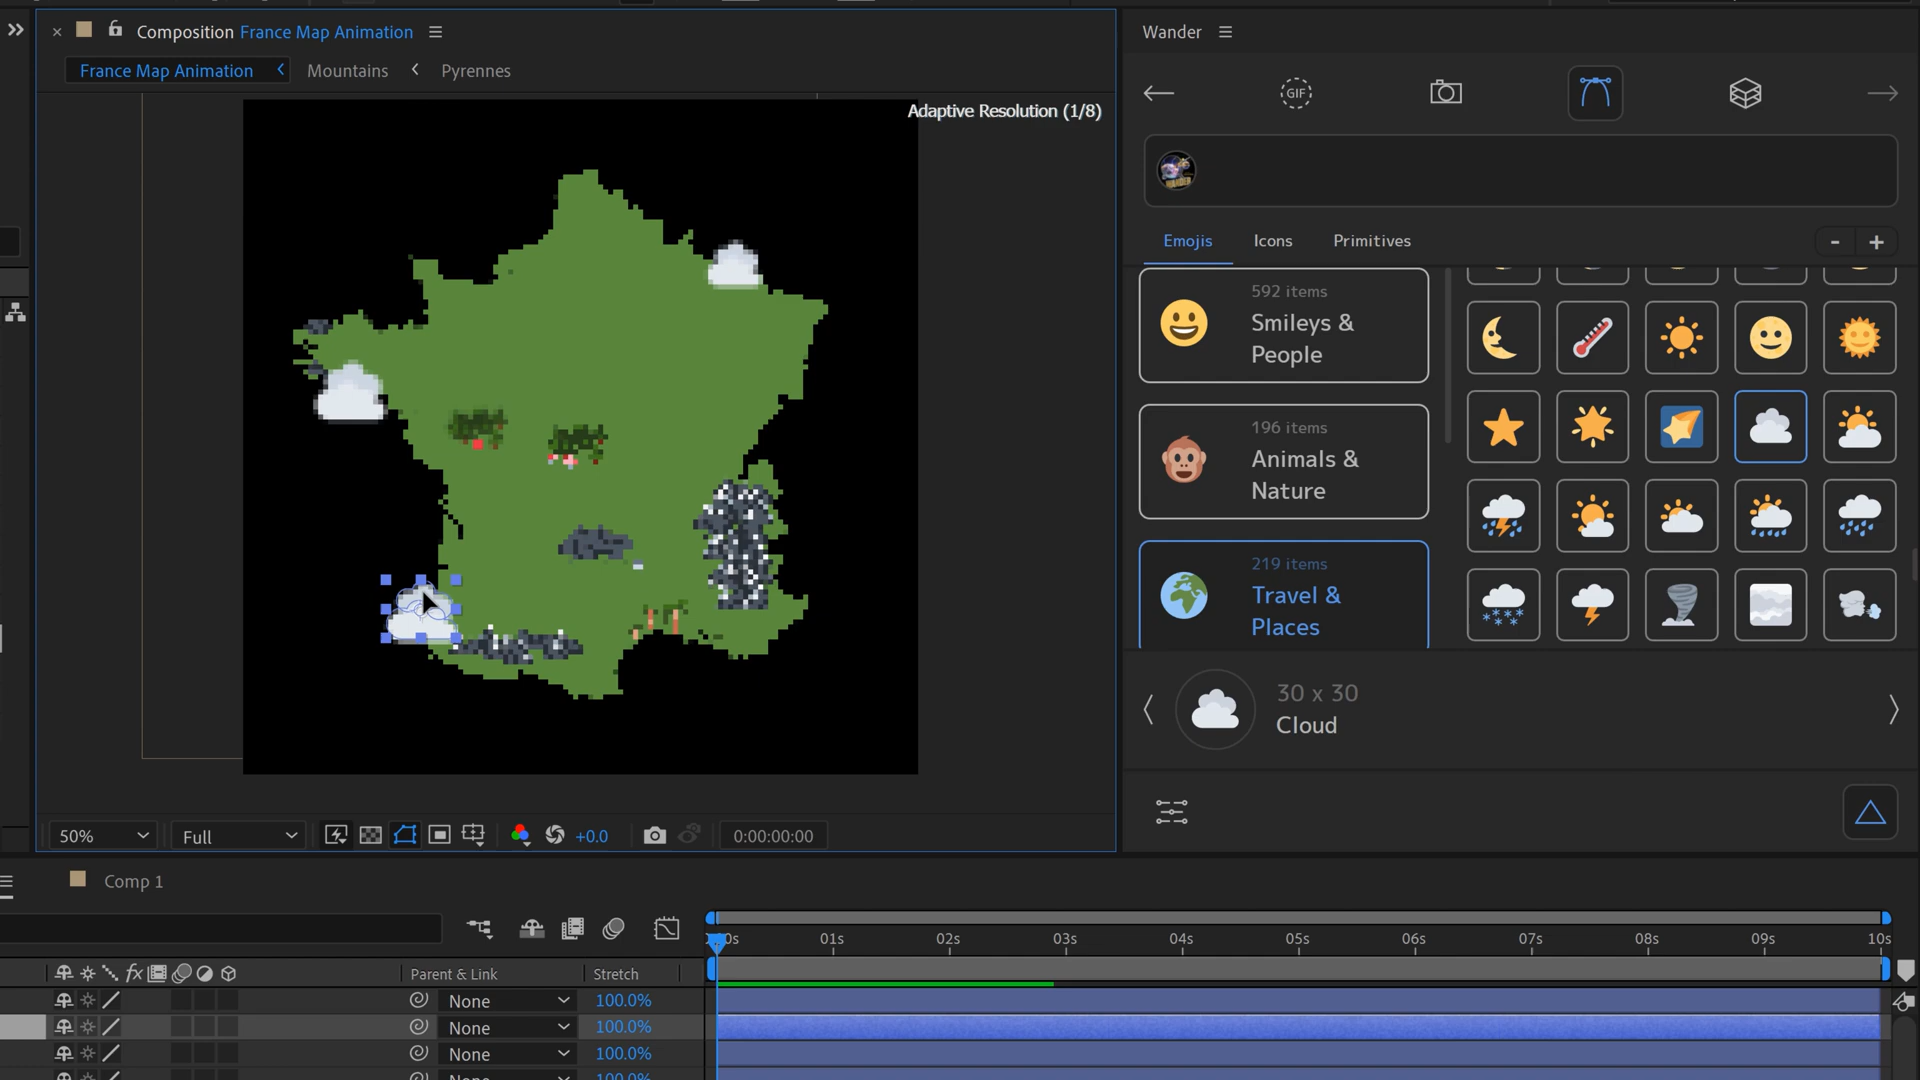 Composition France Map Animation
France Map Animation
Mountains
Pyrennes
Adaptive Resolution (1/8)
50%
Full
+0.0
0:00:00:00
Wander
GIF
Emojis
Icons
Primitives
-
+
592 items
Smileys &
People
196 items
Animals &
Nature
219 items
Travel &
Places
30 x 30
Cloud
Comp 1
01s
02s
03s
04s
05s
06s
07s
08s
09s
10s
fx
Parent & Link
Stretch
None
100.0%
None
100.0%
None
100.0%
100.0%